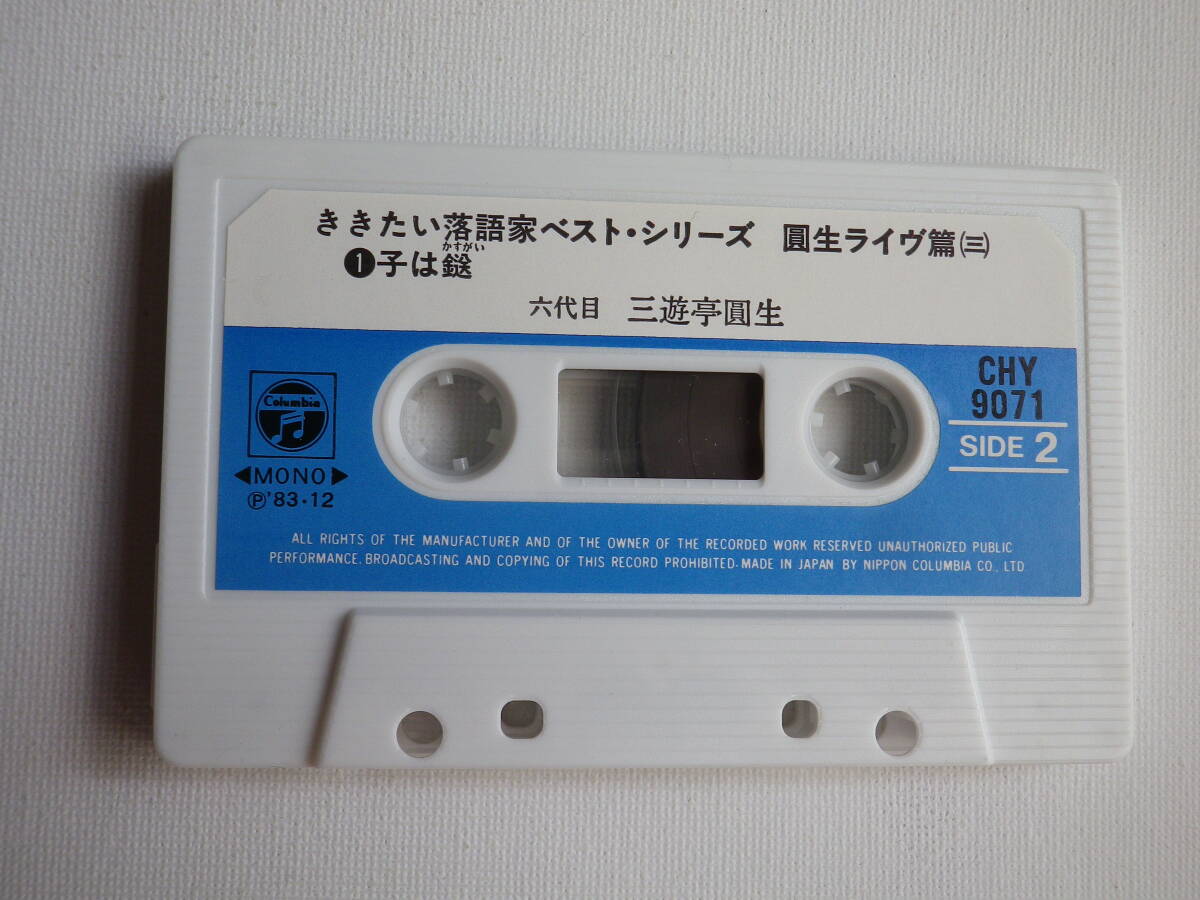 ききたい落語家ベスト・シリーズ 圓生ライヴ篇㈢
かすがい
❶子は鎹
六代目 三遊亭圓生
CHY
9071
SIDE 2
Columbia
◀MONO▶
Ⓟ'83・12
ALL RIGHTS OF THE MANUFACTURER AND OF THE OWNER OF THE RECORDED WORK RESERVED UNAUTHORIZED PUBLIC
PERFORMANCE. BROADCASTING AND COPYING OF THIS RECORD PROHIBITED・MADE IN JAPAN BY NIPPON COLUMBIA CO., LTD